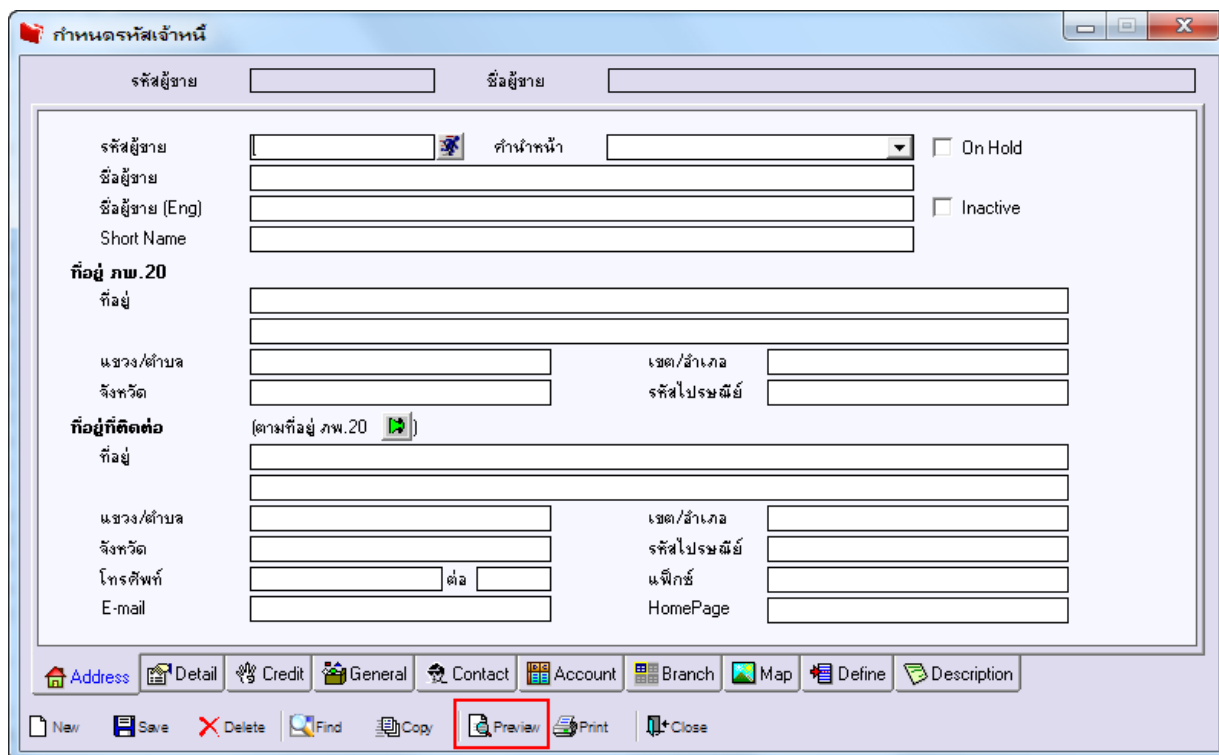 กำหนดรหัสเจ้าหนี้
รหัสผู้ขาย ชื่อผู้ขาย
รหัสผู้ขาย คำนำหน้า On Hold
ชื่อผู้ขาย
ชื่อผู้ขาย (Eng) Inactive
Short Name
ที่อยู่ ภพ.20
ที่อยู่
แขวง/ตำบล เขต/อำเภอ
จังหวัด รหัสไปรษณีย์
ที่อยู่ที่ติดต่อ (ตามที่อยู่ ภพ.20 )
ที่อยู่
แขวง/ตำบล เขต/อำเภอ
จังหวัด รหัสไปรษณีย์
โทรศัพท์ ต่อ แฟ็กซ์
E-mail HomePage
Address Detail Credit General Contact Account Branch Map Define Description
New Save Delete Find Copy Preview Print Close